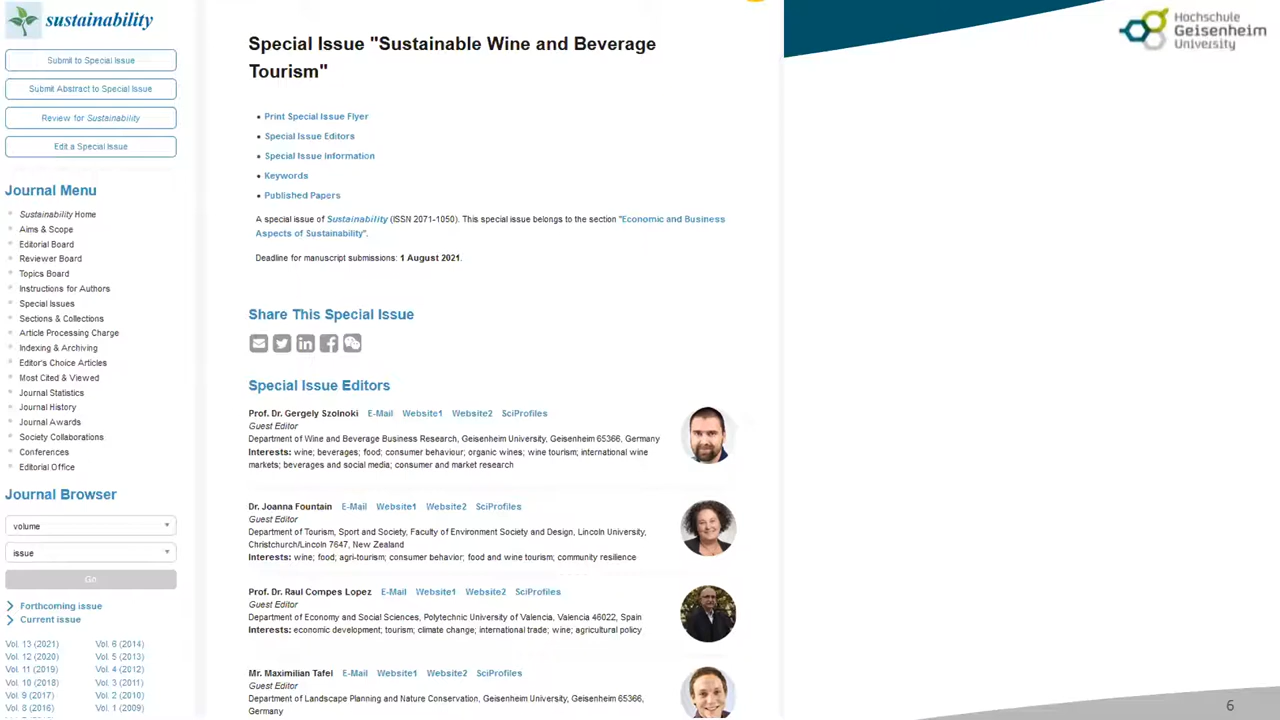 sustainability
Submit to Special Issue
Submit Abstract to Special Issue
Review for Sustainability
Edit a Special Issue
Journal Menu
Sustainability Home
Aims & Scope
Editorial Board
Reviewer Board
Topics Board
Instructions for Authors
Special Issues
Sections & Collections
Article Processing Charge
Indexing & Archiving
Editor's Choice Articles
Most Cited & Viewed
Journal Statistics
Journal History
Journal Awards
Society Collaborations
Conferences
Editorial Office
Journal Browser
volume
issue
Go
Forthcoming issue
Current issue
Vol. 13 (2021) Vol. 6 (2014)
Vol. 12 (2020) Vol. 5 (2013)
Vol. 11 (2019) Vol. 4 (2012)
Vol. 10 (2018) Vol. 3 (2011)
Vol. 9 (2017) Vol. 2 (2010)
Vol. 8 (2016) Vol. 1 (2009)
Special Issue "Sustainable Wine and Beverage
Tourism"
Print Special Issue Flyer
Special Issue Editors
Special Issue Information
Keywords
Published Papers
A special issue of Sustainability (ISSN 2071-1050). This special issue belongs to the section "Economic and Business
Aspects of Sustainability".
Deadline for manuscript submissions: 1 August 2021.
Share This Special Issue
Special Issue Editors
Prof. Dr. Gergely Szolnoki E-Mail Website1 Website2 SciProfiles
Guest Editor
Department of Wine and Beverage Business Research, Geisenheim University, Geisenheim 65366, Germany
Interests: wine; beverages; food; consumer behaviour; organic wines; wine tourism; international wine
markets; beverages and social media; consumer and market research
Dr. Joanna Fountain E-Mail Website1 Website2 SciProfiles
Guest Editor
Department of Tourism, Sport and Society, Faculty of Environment Society and Design, Lincoln University,
Christchurch/Lincoln 7647, New Zealand
Interests: wine; food; agri-tourism; consumer behavior; food and wine tourism; community resilience
Prof. Dr. Raul Compes Lopez E-Mail Website1 Website2 SciProfiles
Guest Editor
Department of Economy and Social Sciences, Polytechnic University of Valencia, Valencia 46022, Spain
Interests: economic development; tourism; climate change; international trade; wine; agricultural policy
Mr. Maximilian Tafel E-Mail Website1 Website2 SciProfiles
Guest Editor
Department of Landscape Planning and Nature Conservation, Geisenheim University, Geisenheim 65366,
Germany
Hochschule
Geisenheim
University
6